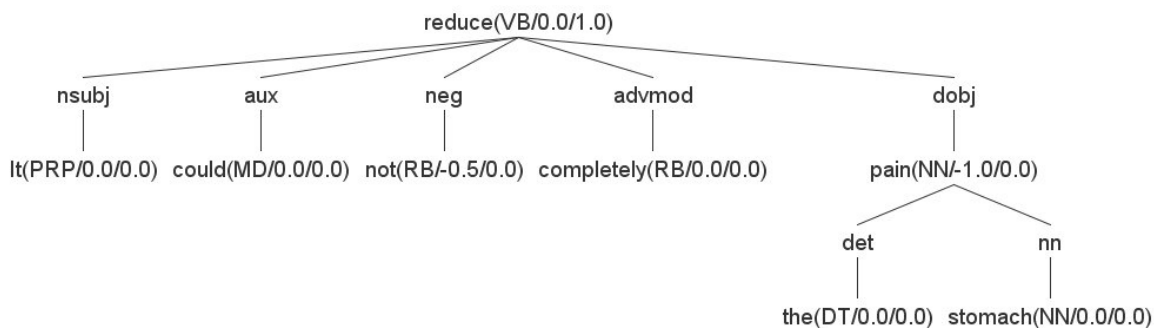 reduce(VB/0.0/1.0)
nsubj aux neg advmod dobj
It(PRP/0.0/0.0) could(MD/0.0/0.0) not(RB/-0.5/0.0) completely(RB/0.0/0.0) pain(NN/-1.0/0.0)
det nn
the(DT/0.0/0.0) stomach(NN/0.0/0.0)